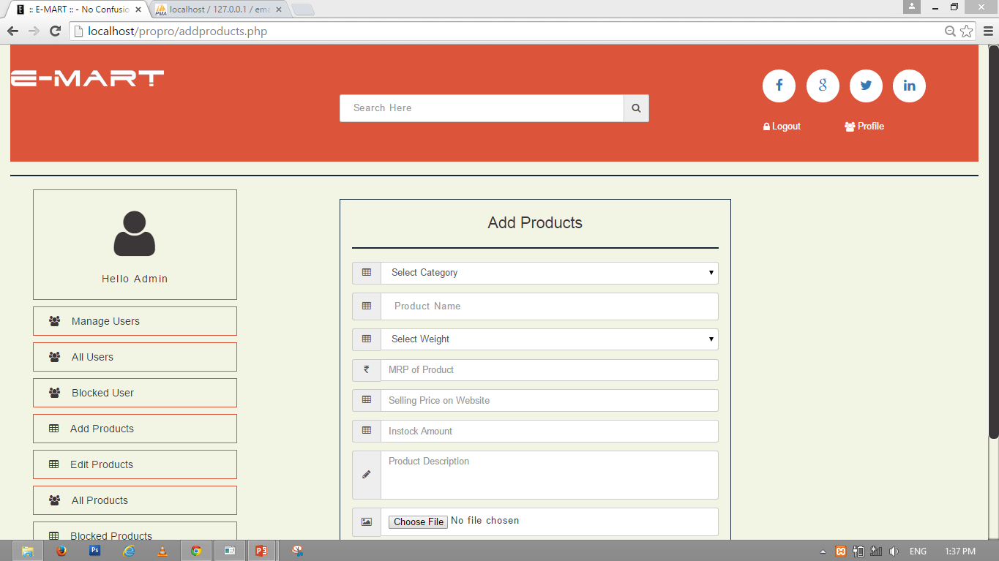 :: E-MART :: - No Confusio
localhost / 127.0.0.1 / ema
localhost/propro/addproducts.php
E-MART
Search Here
Logout
Profile
Hello Admin
Manage Users
All Users
Blocked User
Add Products
Edit Products
All Products
Blocked Products
Add Products
Select Category
Product Name
Select Weight
₹ MRP of Product
Selling Price on Website
Instock Amount
Product Description
Choose File No file chosen
ENG
1:37 PM